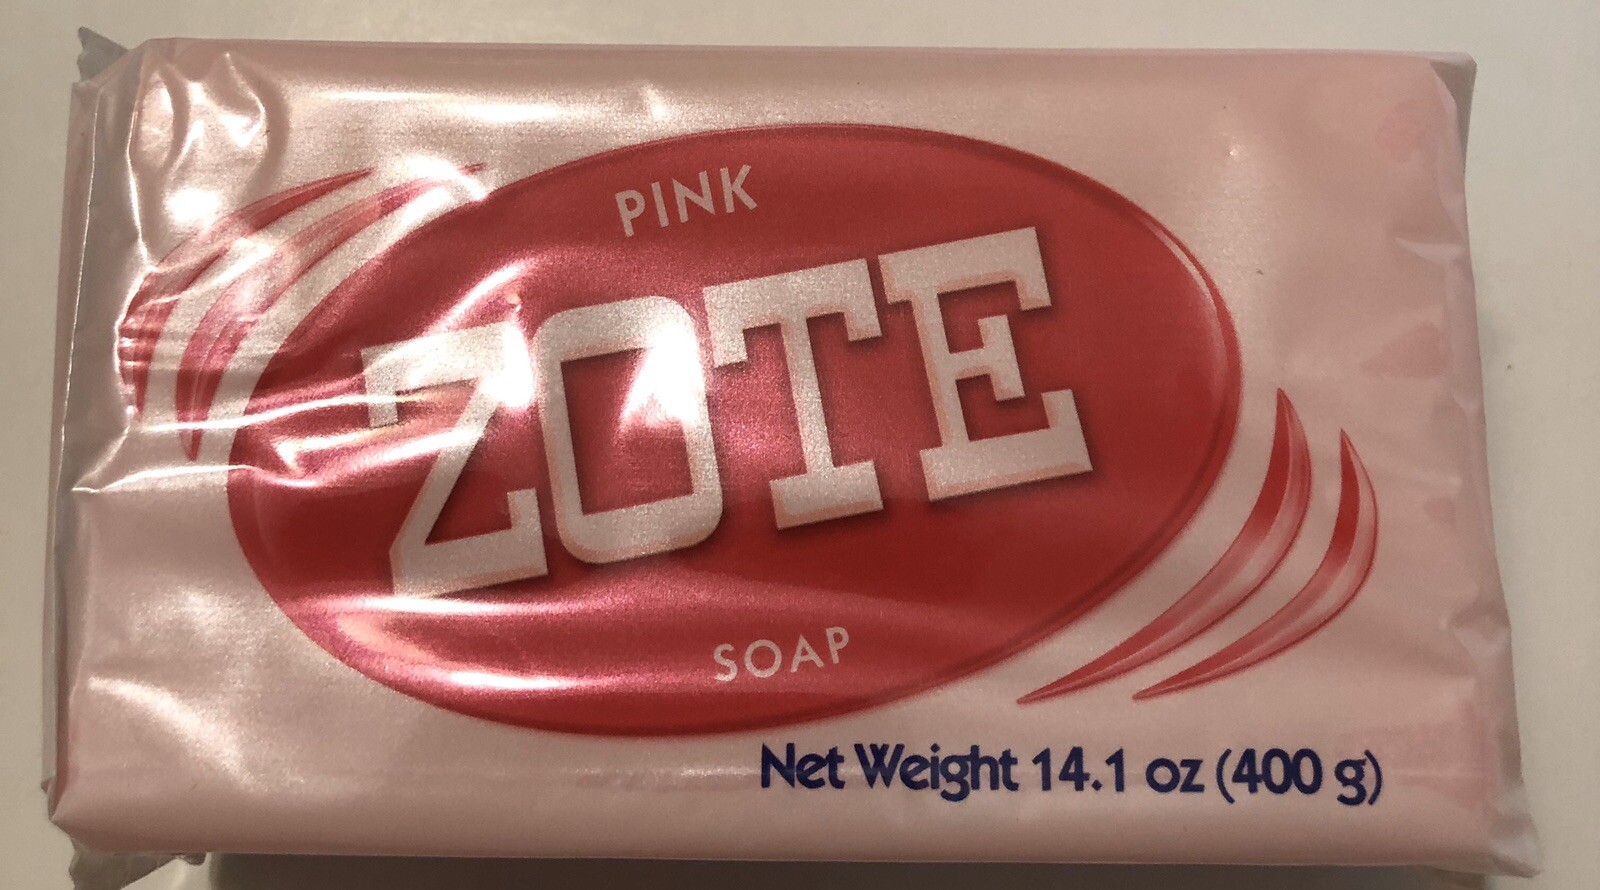 PINK
ZOTE
SOAP
Net Weight 14.1 oz (400 g)